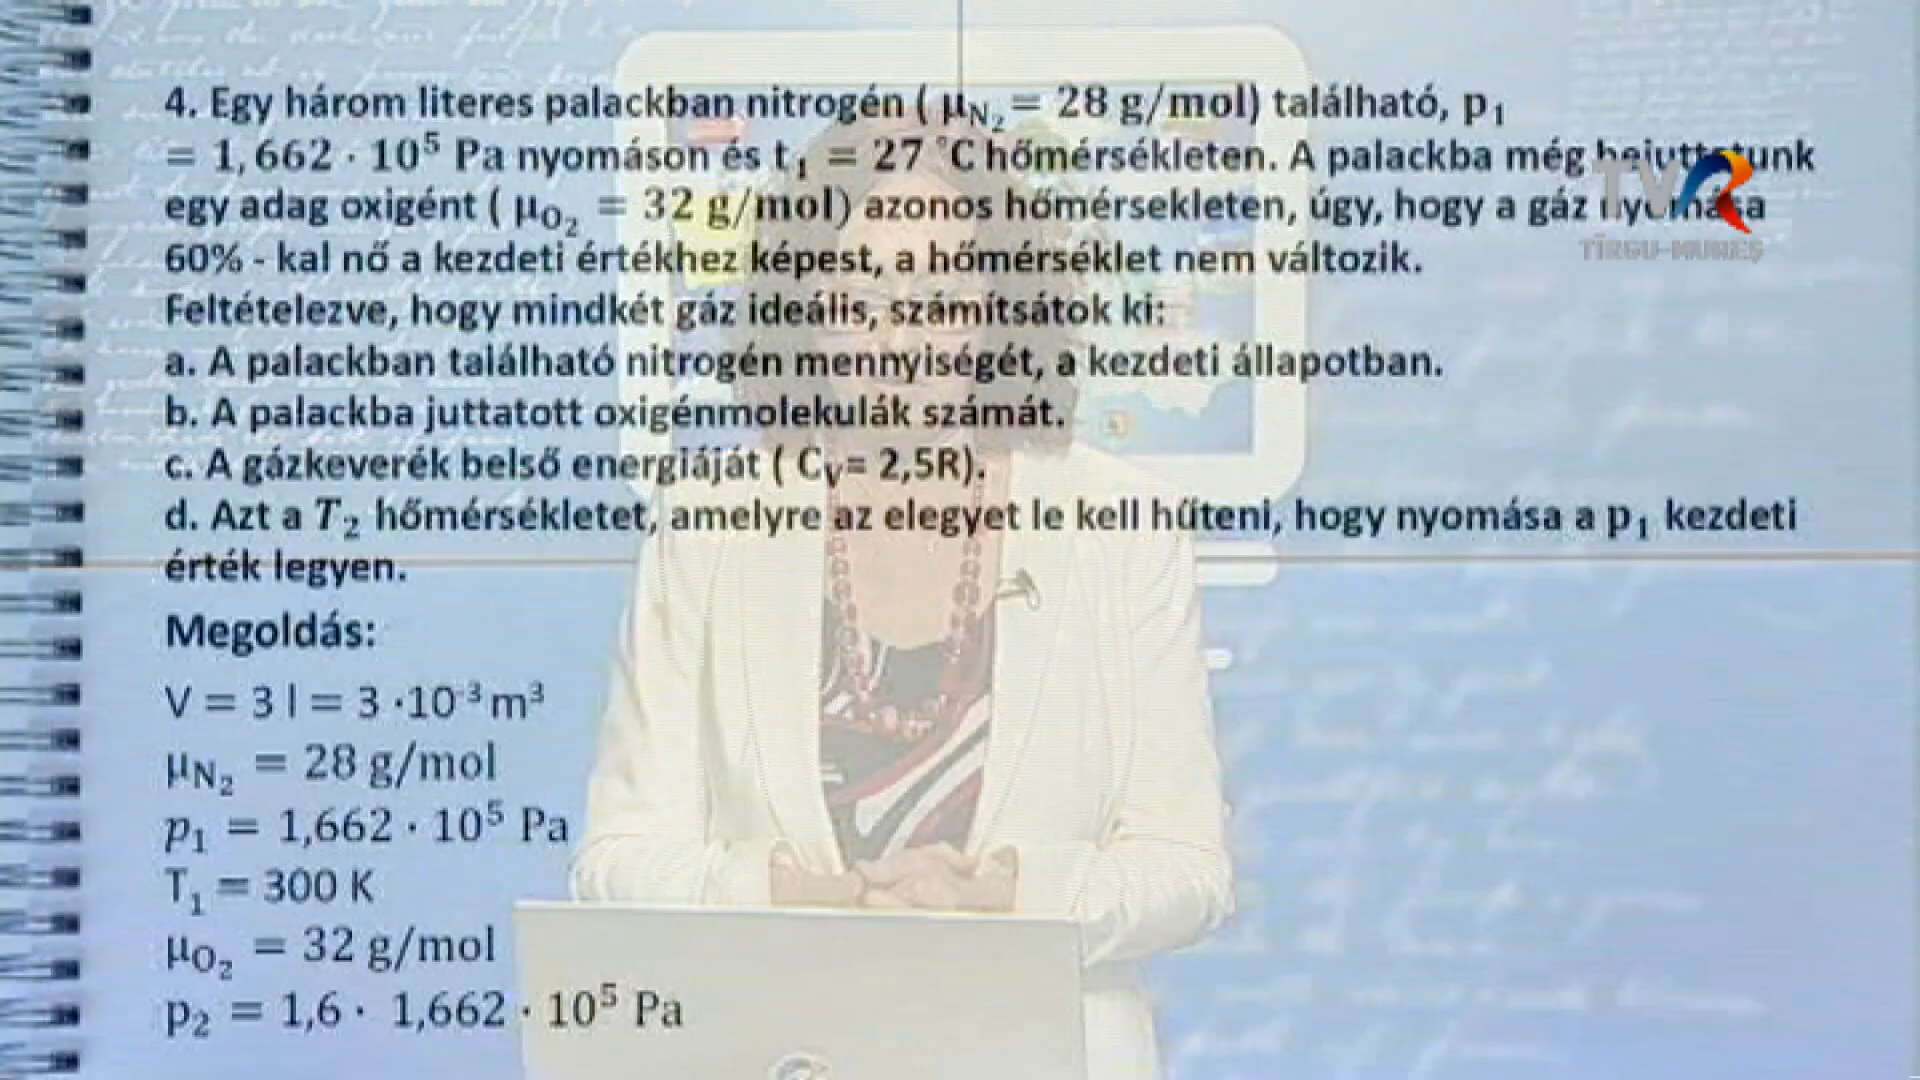 4. Egy három literes palackban nitrogén ( μN₂ = 28 g/mol) található, p₁
= 1,662 · 10⁵ Pa nyomáson és t₁ = 27 °C hőmérsékleten. A palackba még bejuttatunk
egy adag oxigént ( μO₂ = 32 g/mol) azonos hőmérsekleten, úgy, hogy a gáz nyomása
60% - kal nő a kezdeti értékhez képest, a hőmérséklet nem változik.
Feltételezve, hogy mindkét gáz ideális, számítsátok ki:
a. A palackban található nitrogén mennyiségét, a kezdeti állapotban.
b. A palackba juttatott oxigénmolekulák számát.
c. A gázkeverék belső energiáját ( Cᵥ= 2,5R).
d. Azt a T₂ hőmérsékletet, amelyre az elegyet le kell hűteni, hogy nyomása a p₁ kezdeti
érték legyen.
Megoldás:
V = 3 l = 3 ·10⁻³ m³
μN₂ = 28 g/mol
p₁ = 1,662 · 10⁵ Pa
T₁ = 300 K
μO₂ = 32 g/mol
p₂ = 1,6 · 1,662 · 10⁵ Pa
TVR
TÎRGU-MUREȘ